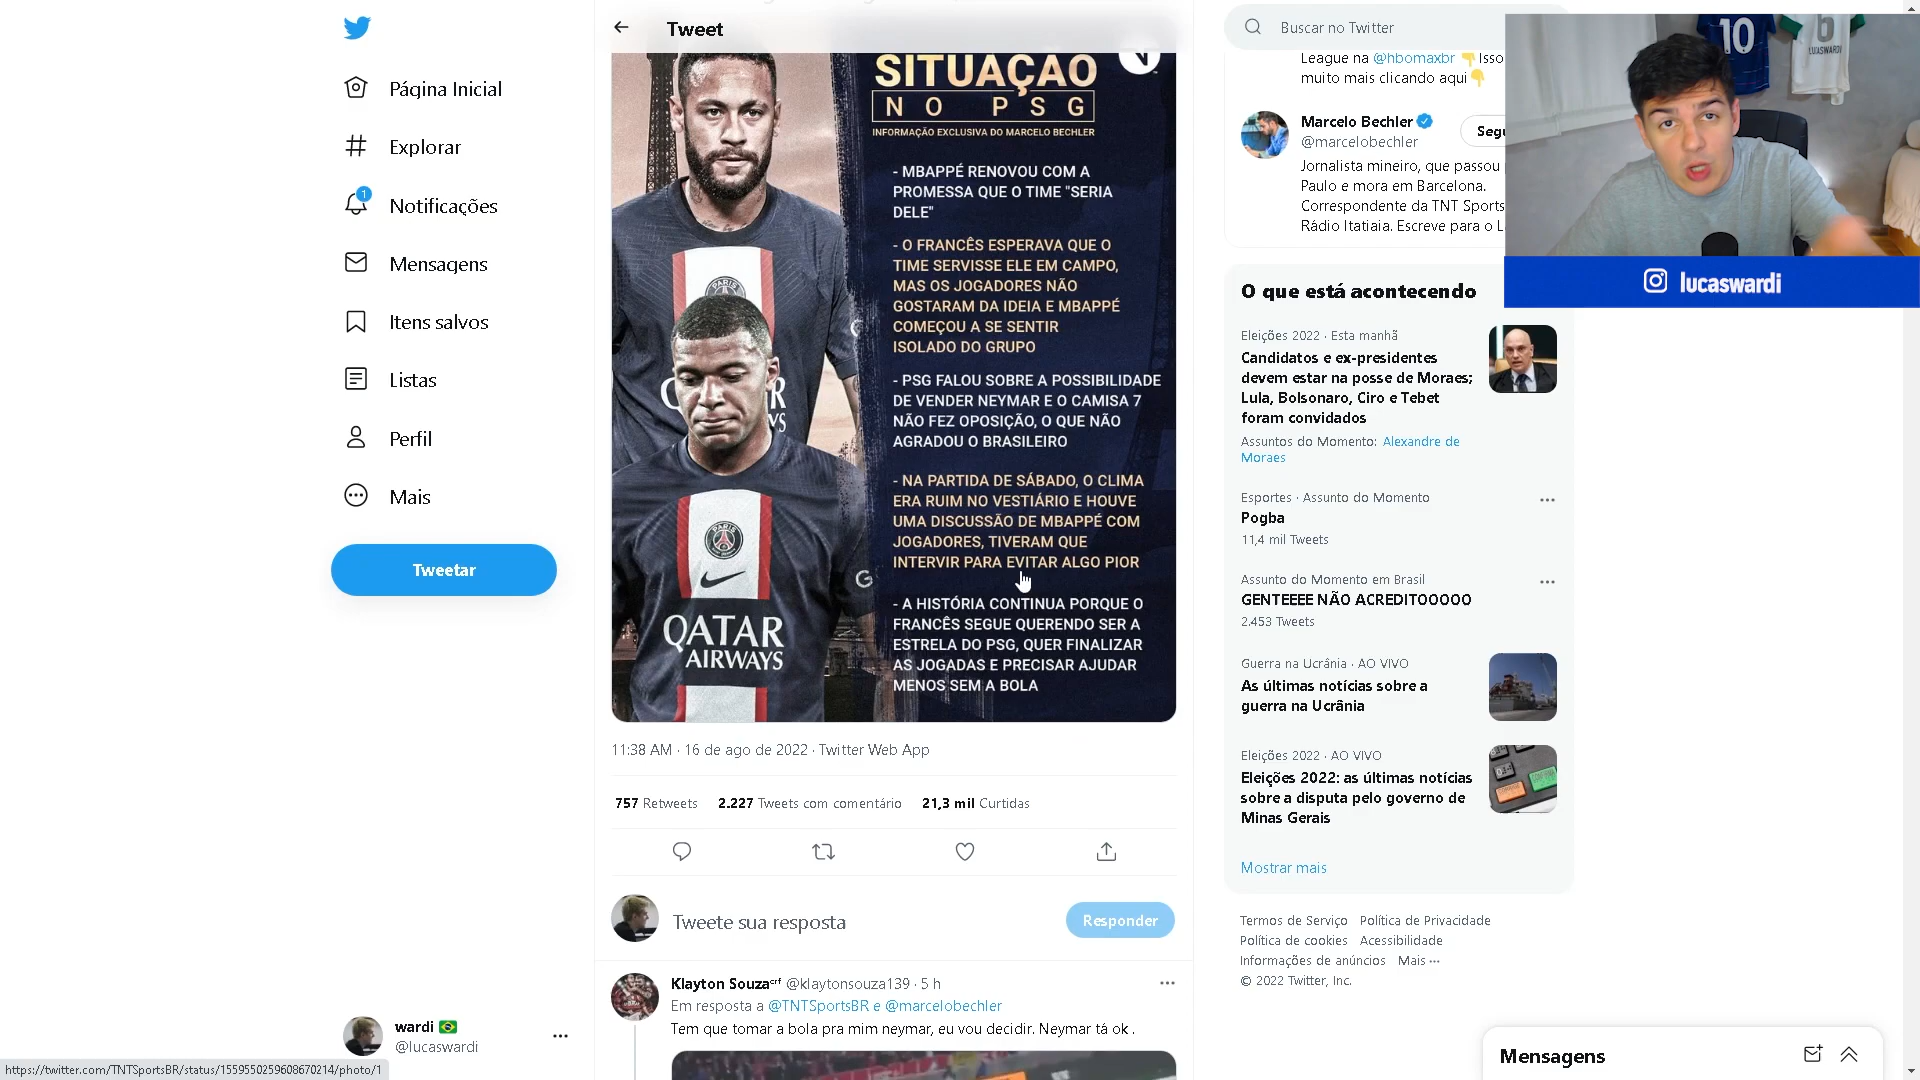 Tweet
Página Inicial
Explorar
1
Notificações
Mensagens
Itens salvos
Listas
Perfil
Mais
Tweetar
wardi
@lucaswardi
https://twitter.com/TNTSportsBR/status/1559550259608670214/photo/1
SITUAÇÃO
NO PSG
INFORMAÇÃO EXCLUSIVA DO MARCELO BECHLER
- MBAPPÉ RENOVOU COM A
PROMESSA QUE O TIME "SERIA
DELE"
- O FRANCÊS ESPERAVA QUE O
TIME SERVISSE ELE EM CAMPO,
MAS OS JOGADORES NÃO
GOSTARAM DA IDEIA E MBAPPÉ
COMEÇOU A SE SENTIR
ISOLADO DO GRUPO
- PSG FALOU SOBRE A POSSIBILIDADE
DE VENDER NEYMAR E O CAMISA 7
NÃO FEZ OPOSIÇÃO, O QUE NÃO
AGRADOU O BRASILEIRO
- NA PARTIDA DE SÁBADO, O CLIMA
ERA RUIM NO VESTIÁRIO E HOUVE
UMA DISCUSSÃO DE MBAPPÉ COM
JOGADORES, TIVERAM QUE
INTERVIR PARA EVITAR ALGO PIOR
- A HISTÓRIA CONTINUA PORQUE O
FRANCÊS SEGUE QUERENDO SER A
ESTRELA DO PSG, QUER FINALIZAR
AS JOGADAS E PRECISAR AJUDAR
MENOS SEM A BOLA
PARIS
QATAR
AIRWAYS
11:38 AM · 16 de ago de 2022 · Twitter Web App
757 Retweets 2.227 Tweets com comentário 21,3 mil Curtidas
Tweete sua resposta
Responder
Klayton Souzaᶜʳᶠ @klaytonsouza139 · 5 h
Em resposta a @TNTSportsBR e @marcelobechler
Tem que tomar a bola pra mim neymar, eu vou decidir. Neymar tá ok .
Buscar no Twitter
League na @hbomaxbr 👇Isso
muito mais clicando aqui👇
Marcelo Bechler
@marcelobechler
Segu
Jornalista mineiro, que passou
Paulo e mora em Barcelona.
Correspondente da TNT Sports
Rádio Itatiaia. Escreve para o L
10
6
LUCASWARDI
lucaswardi
O que está acontecendo
Eleições 2022 · Esta manhã
Candidatos e ex-presidentes
devem estar na posse de Moraes;
Lula, Bolsonaro, Ciro e Tebet
foram convidados
Assuntos do Momento: Alexandre de
Moraes
Esportes · Assunto do Momento
Pogba
11,4 mil Tweets
Assunto do Momento em Brasil
GENTEEEE NÃO ACREDITOOOOO
2.453 Tweets
Guerra na Ucrânia · AO VIVO
As últimas notícias sobre a
guerra na Ucrânia
Eleições 2022 · AO VIVO
Eleições 2022: as últimas notícias
sobre a disputa pelo governo de
Minas Gerais
Mostrar mais
Termos de Serviço Política de Privacidade
Política de cookies Acessibilidade
Informações de anúncios Mais ···
© 2022 Twitter, Inc.
Mensagens